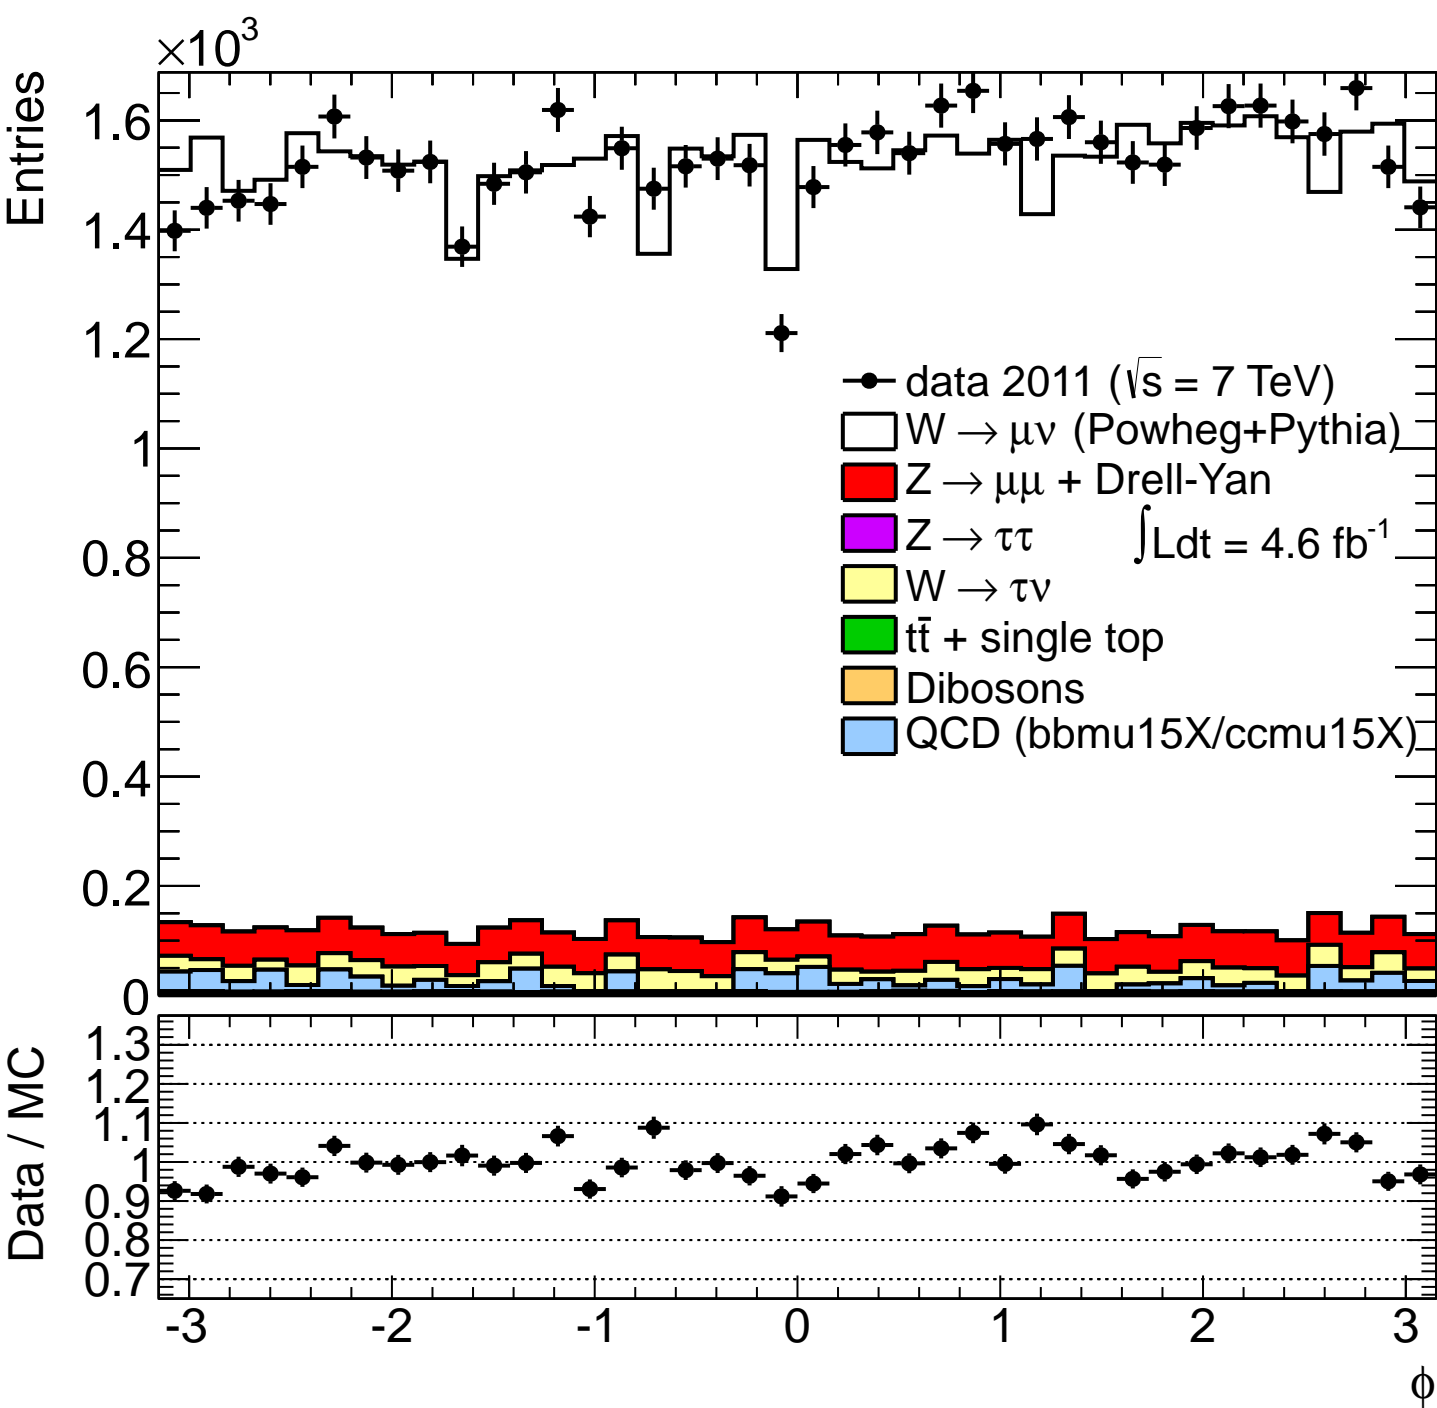 ×10³
Entries
1.6
1.4
1.2
1
0.8
0.6
0.4
0.2
0
data 2011 (√s = 7 TeV)
W → μν (Powheg+Pythia)
Z → μμ + Drell-Yan
Z → ττ
∫Ldt = 4.6 fb⁻¹
W → τν
tt̄ + single top
Dibosons
QCD (bbmu15X/ccmu15X)
Data / MC
1.3
1.2
1.1
1
0.9
0.8
0.7
-3 -2 -1 0 1 2 3
ϕ